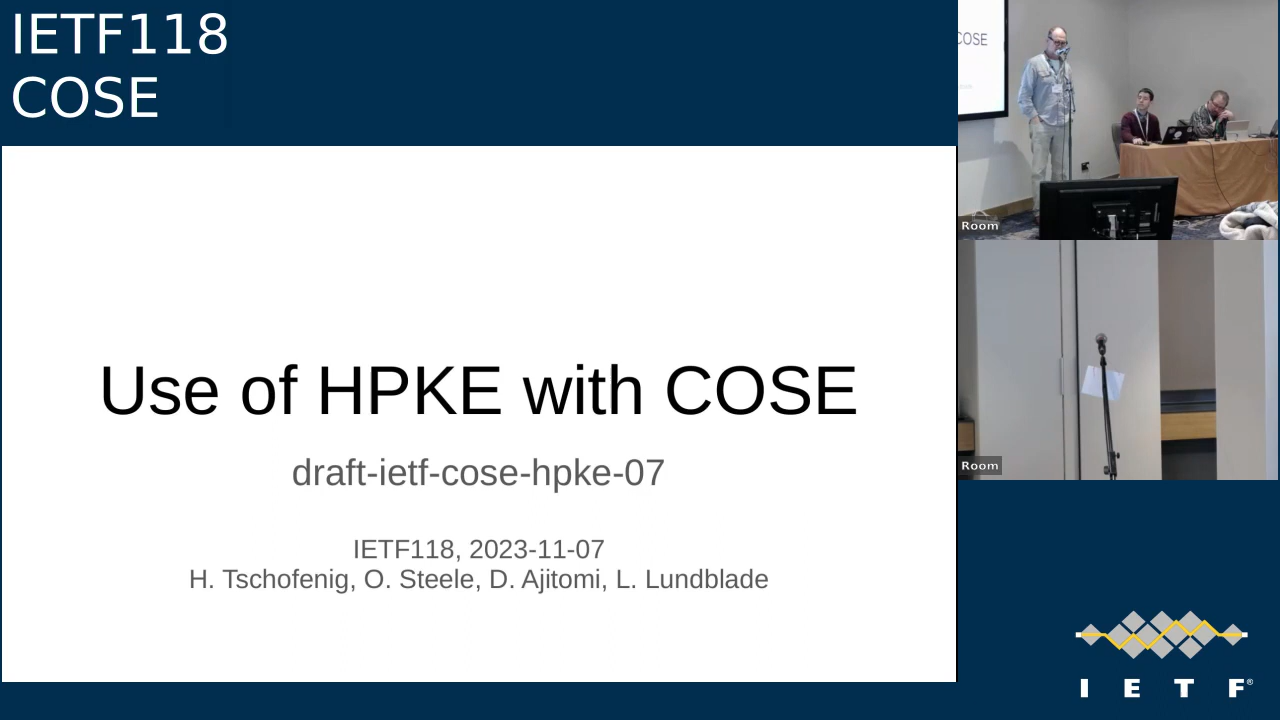 IETF118
COSE
Use of HPKE with COSE
draft-ietf-cose-hpke-07
IETF118, 2023-11-07
H. Tschofenig, O. Steele, D. Ajitomi, L. Lundblade
COSE
Room
Room
I E T F®